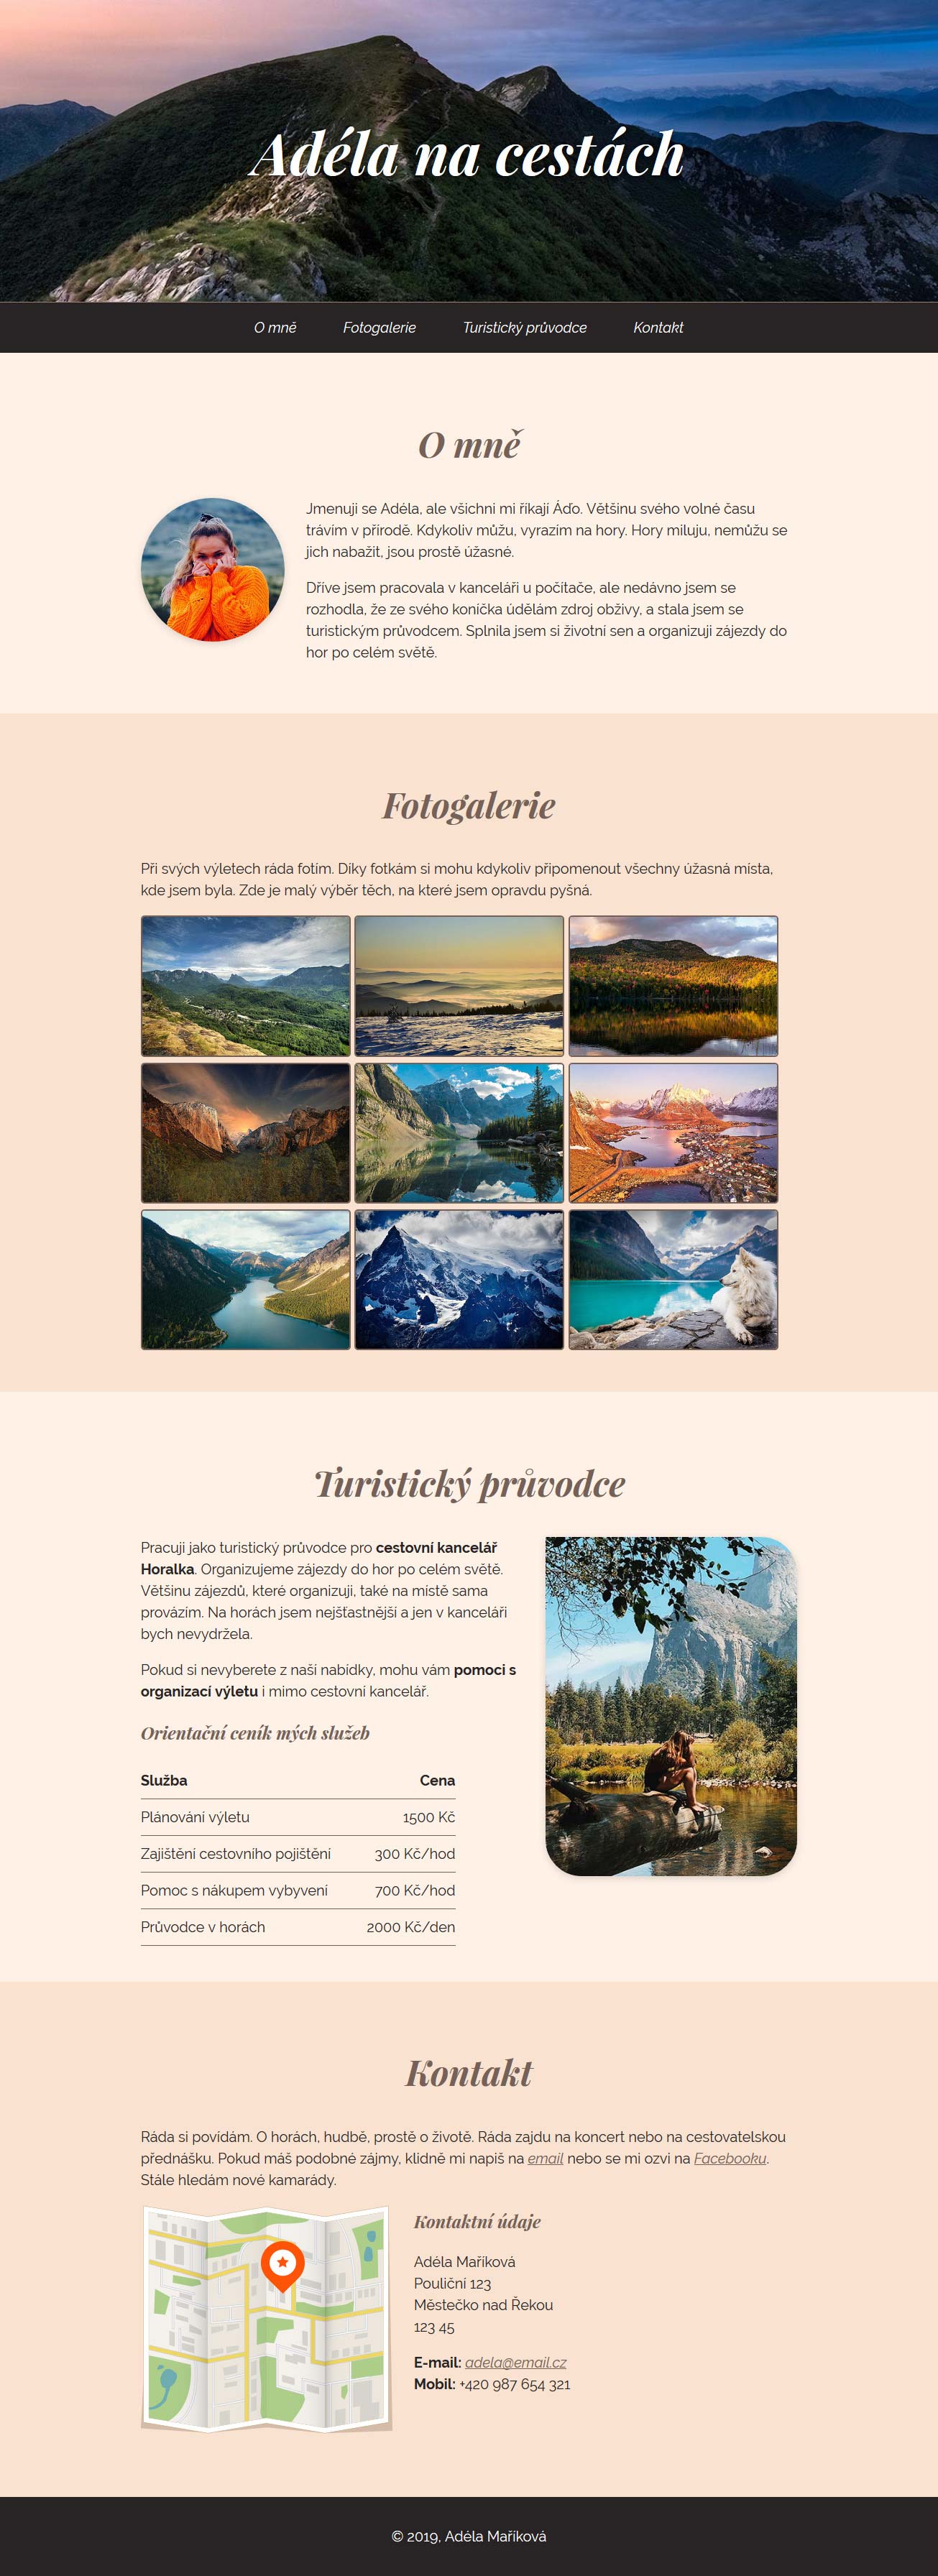 Adéla na cestách
O mně
Fotogalerie
Turistický průvodce
Kontakt
O mně
Jmenuji se Adéla, ale všichni mi říkají Áďo. Většinu svého volné času
trávím v přírodě. Kdykoliv můžu, vyrazím na hory. Hory miluju, nemůžu se
jich nabažit, jsou prostě úžasné.
Dříve jsem pracovala v kanceláři u počítače, ale nedávno jsem se
rozhodla, že ze svého koníčka údělám zdroj obživy, a stala jsem se
turistickým průvodcem. Splnila jsem si životní sen a organizuji zájezdy do
hor po celém světě.
Fotogalerie
Při svých výletech ráda fotím. Díky fotkám si mohu kdykoliv připomenout všechny úžasná místa,
kde jsem byla. Zde je malý výběr těch, na které jsem opravdu pyšná.
Turistický průvodce
Pracuji jako turistický průvodce pro cestovní kancelář
Horalka. Organizujeme zájezdy do hor po celém světě.
Většinu zájezdů, které organizuji, také na místě sama
provázím. Na horách jsem nejšťastnější a jen v kanceláři
bych nevydržela.
Pokud si nevyberete z naší nabídky, mohu vám pomoci s
organizací výletu i mimo cestovní kancelář.
Orientační ceník mých služeb
Služba Cena
Plánování výletu 1500 Kč
Zajištění cestovního pojištění 300 Kč/hod
Pomoc s nákupem vybyvení 700 Kč/hod
Průvodce v horách 2000 Kč/den
Kontakt
Ráda si povídám. O horách, hudbě, prostě o životě. Ráda zajdu na koncert nebo na cestovatelskou
přednášku. Pokud máš podobné zájmy, klidně mi napiš na email nebo se mi ozvi na Facebooku.
Stále hledám nové kamarády.
Kontaktní údaje
Adéla Maříková
Pouliční 123
Městečko nad Řekou
123 45
E-mail: adela@email.cz
Mobil: +420 987 654 321
© 2019, Adéla Maříková